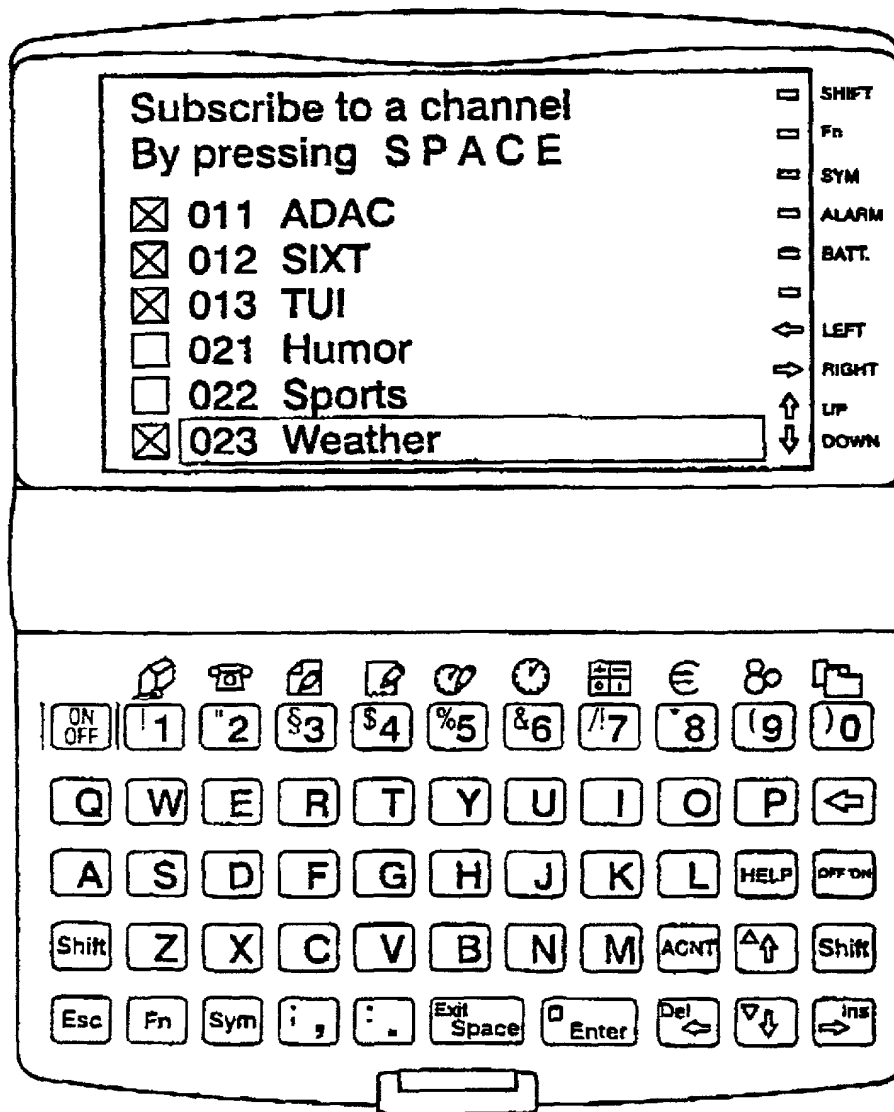 Subscribe to a channel
By pressing SPACE
011 ADAC
012 SIXT
013 TUI
021 Humor
022 Sports
023 Weather
SHIFT
Fn
SYM
ALARM
BATT.
LEFT
RIGHT
UP
DOWN
ON OFF ! 1 " 2 § 3 $ 4 % 5 & 6 /! 7 * 8 ( 9 ) 0
Q W E R T Y U I O P
A S D F G H J K L HELP OFF ON
Shift Z X C V B N M ACNT Shift
Esc Fn Sym ; , : . Exit Space Enter Del Ins